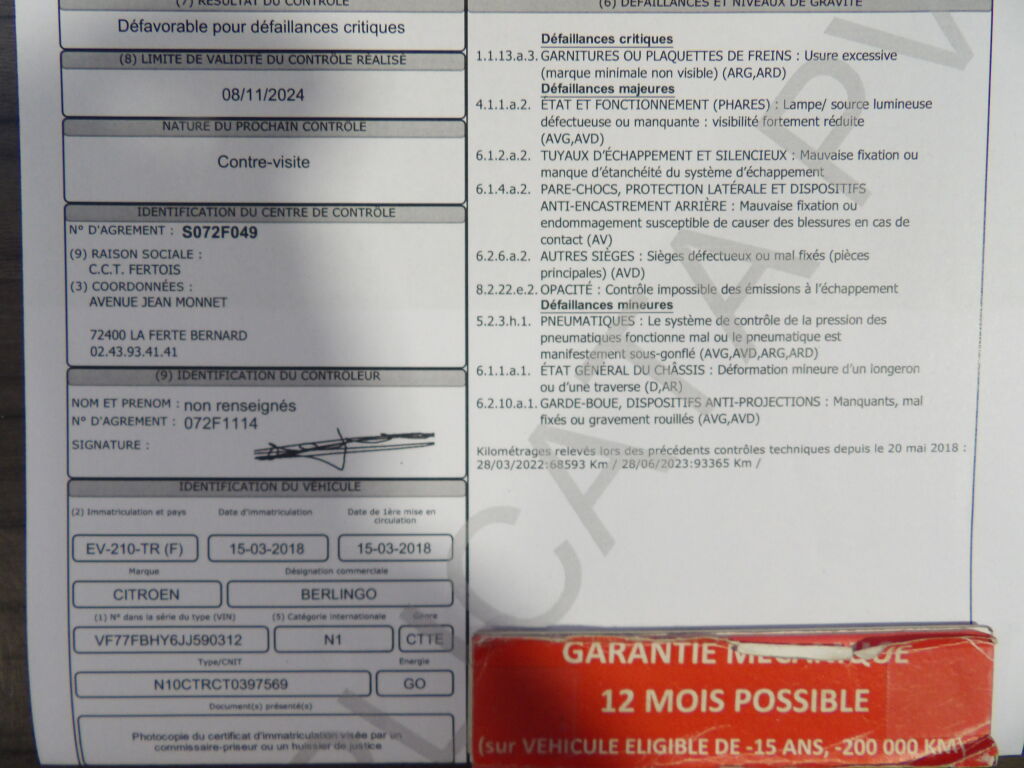 (7) RÉSULTAT DU CONTRÔLE
Défavorable pour défaillances critiques
(8) LIMITE DE VALIDITÉ DU CONTRÔLE RÉALISÉ
08/11/2024
NATURE DU PROCHAIN CONTRÔLE
Contre-visite
IDENTIFICATION DU CENTRE DE CONTRÔLE
N° D'AGREMENT : S072F049
(9) RAISON SOCIALE :
C.C.T. FERTOIS
(3) COORDONNÉES :
AVENUE JEAN MONNET
72400 LA FERTE BERNARD
02.43.93.41.41
(9) IDENTIFICATION DU CONTRÔLEUR
NOM ET PRENOM : non renseignés
N° D'AGREMENT : 072F1114
SIGNATURE :
IDENTIFICATION DU VÉHICULE
(2) Immatriculation et pays Date d'immatriculation Date de 1ère mise en
circulation
EV-210-TR (F) 15-03-2018 15-03-2018
Marque Désignation commerciale
CITROEN BERLINGO
(1) N° dans la série du type (VIN) (5) Catégorie internationale Genre
VF77FBHY6JJ590312 N1 CTTE
Type/CNIT Energie
N10CTRCT0397569 GO
Document(s) présenté(s)
Photocopie du certificat d'immatriculation visée par un
commissaire-priseur ou un huissier de justice
(6) DÉFAILLANCES ET NIVEAUX DE GRAVITÉ
Défaillances critiques
1.1.13.a.3. GARNITURES OU PLAQUETTES DE FREINS : Usure excessive
(marque minimale non visible) (ARG,ARD)
Défaillances majeures
4.1.1.a.2. ÉTAT ET FONCTIONNEMENT (PHARES) : Lampe/ source lumineuse
défectueuse ou manquante : visibilité fortement réduite
(AVG,AVD)
6.1.2.a.2. TUYAUX D'ÉCHAPPEMENT ET SILENCIEUX : Mauvaise fixation ou
manque d'étanchéité du système d'échappement
6.1.4.a.2. PARE-CHOCS, PROTECTION LATÉRALE ET DISPOSITIFS
ANTI-ENCASTREMENT ARRIÈRE : Mauvaise fixation ou
endommagement susceptible de causer des blessures en cas de
contact (AV)
6.2.6.a.2. AUTRES SIÈGES : Sièges défectueux ou mal fixés (pièces
principales) (AVD)
8.2.22.e.2. OPACITÉ : Contrôle impossible des émissions à l'échappement
Défaillances mineures
5.2.3.h.1. PNEUMATIQUES : Le système de contrôle de la pression des
pneumatiques fonctionne mal ou le pneumatique est
manifestement sous-gonflé (AVG,AVD,ARG,ARD)
6.1.1.a.1. ÉTAT GÉNÉRAL DU CHÂSSIS : Déformation mineure d'un longeron
ou d'une traverse (D,AR)
6.2.10.a.1. GARDE-BOUE, DISPOSITIFS ANTI-PROJECTIONS : Manquants, mal
fixés ou gravement rouillés (AVG,AVD)
Kilométrages relevés lors des précédents contrôles techniques depuis le 20 mai 2018 :
28/03/2022:68593 Km / 28/06/2023:93365 Km /
GARANTIE MÉCANIQUE
12 MOIS POSSIBLE
(sur VEHICULE ELIGIBLE DE -15 ANS, -200 000 KM)